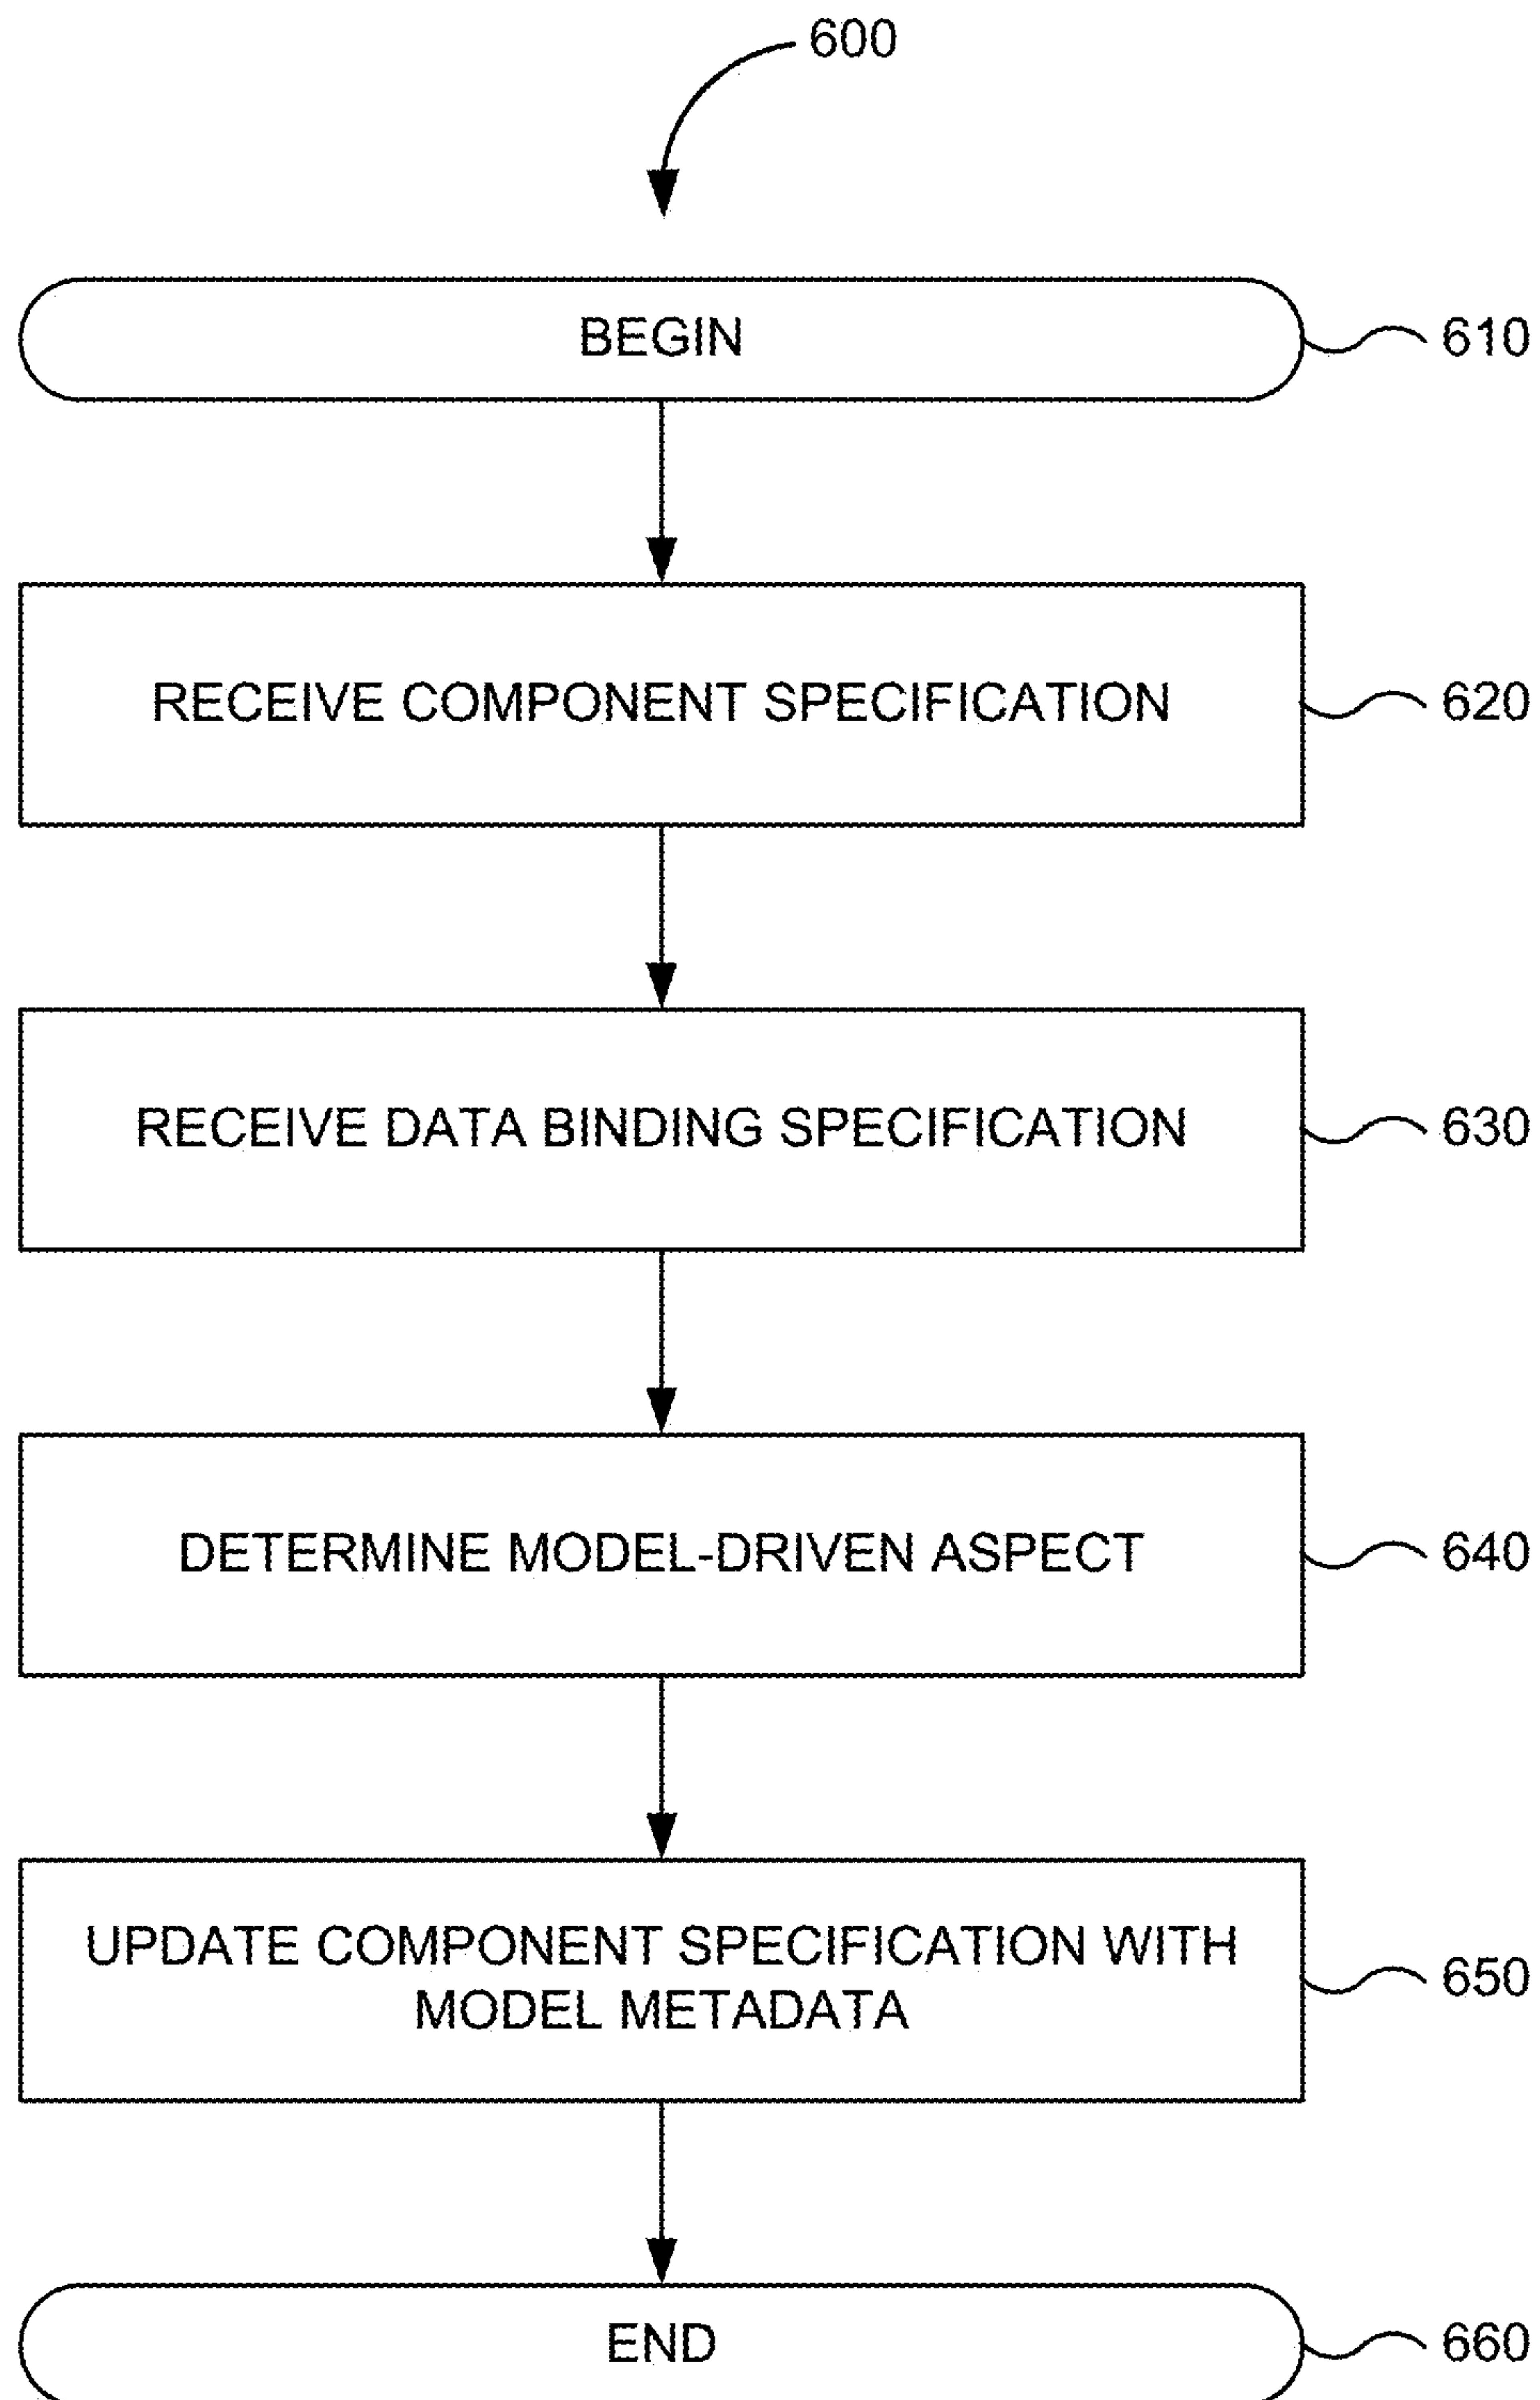 600
BEGIN
610
RECEIVE COMPONENT SPECIFICATION
620
RECEIVE DATA BINDING SPECIFICATION
630
DETERMINE MODEL-DRIVEN ASPECT
640
UPDATE COMPONENT SPECIFICATION WITH
MODEL METADATA
650
END
660